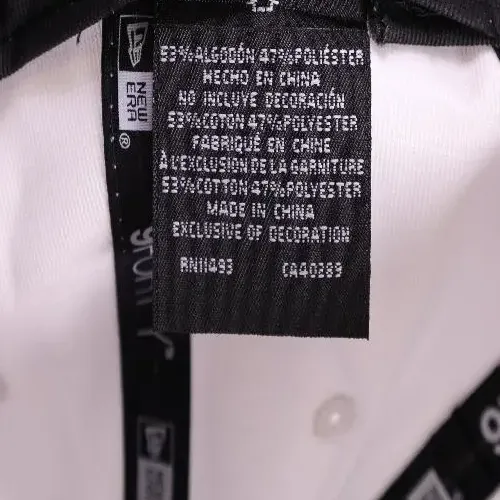 53% ALGODÓN 47% POLIÉSTER
HECHO EN CHINA
NO INCLUYE DECORACIÓN
53% COTON 47% POLYESTER
FABRIQUÉ EN CHINE
À L'EXCLUSION DE LA GARNITURE
53% COTTON 47% POLYESTER
MADE IN CHINA
EXCLUSIVE OF DECORATION
RN11493 CA40289
NEW
ERA
®